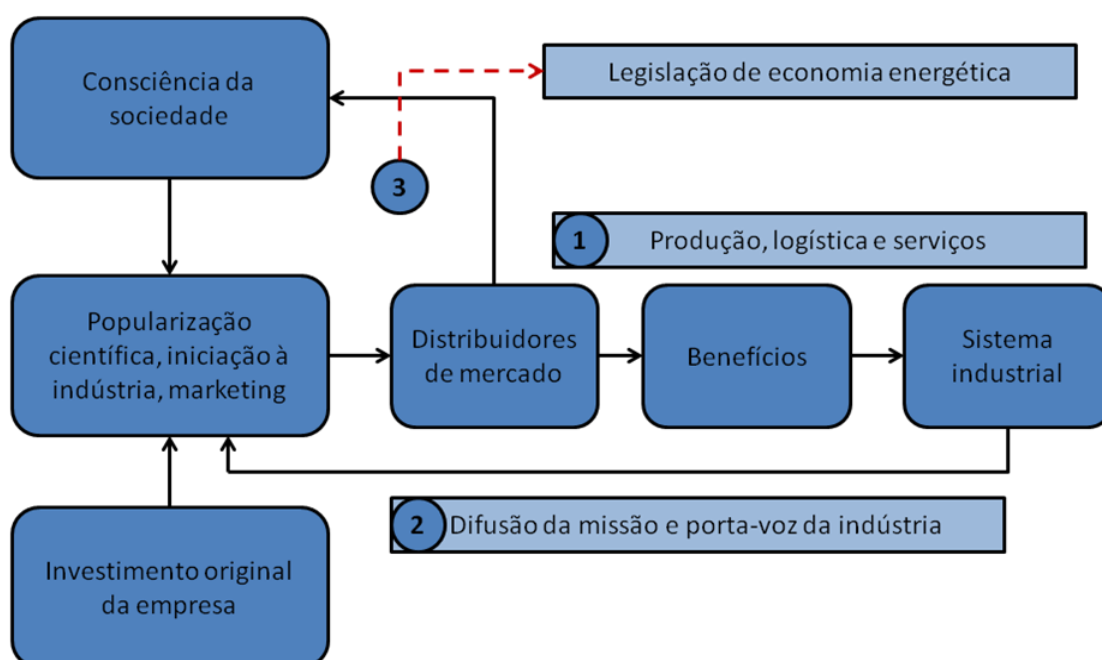 Consciência da
sociedade
Legislação de economia energética
3
1 Produção, logística e serviços
Popularização
científica, iniciação à
indústria, marketing
Distribuidores
de mercado
Benefícios
Sistema
industrial
2 Difusão da missão e porta-voz da indústria
Investimento original
da empresa